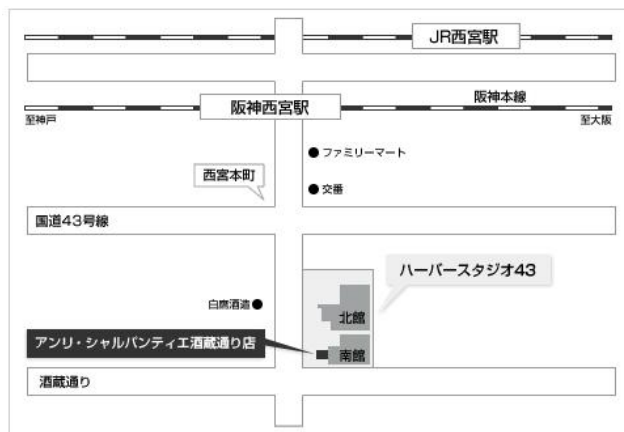 JR西宮駅
阪神西宮駅
阪神本線
至神戸
至大阪
ファミリーマート
西宮本町
交番
国道43号線
ハーバースタジオ43
白鷹酒造
北館
アンリ・シャルパンティエ酒蔵通り店
南館
酒蔵通り